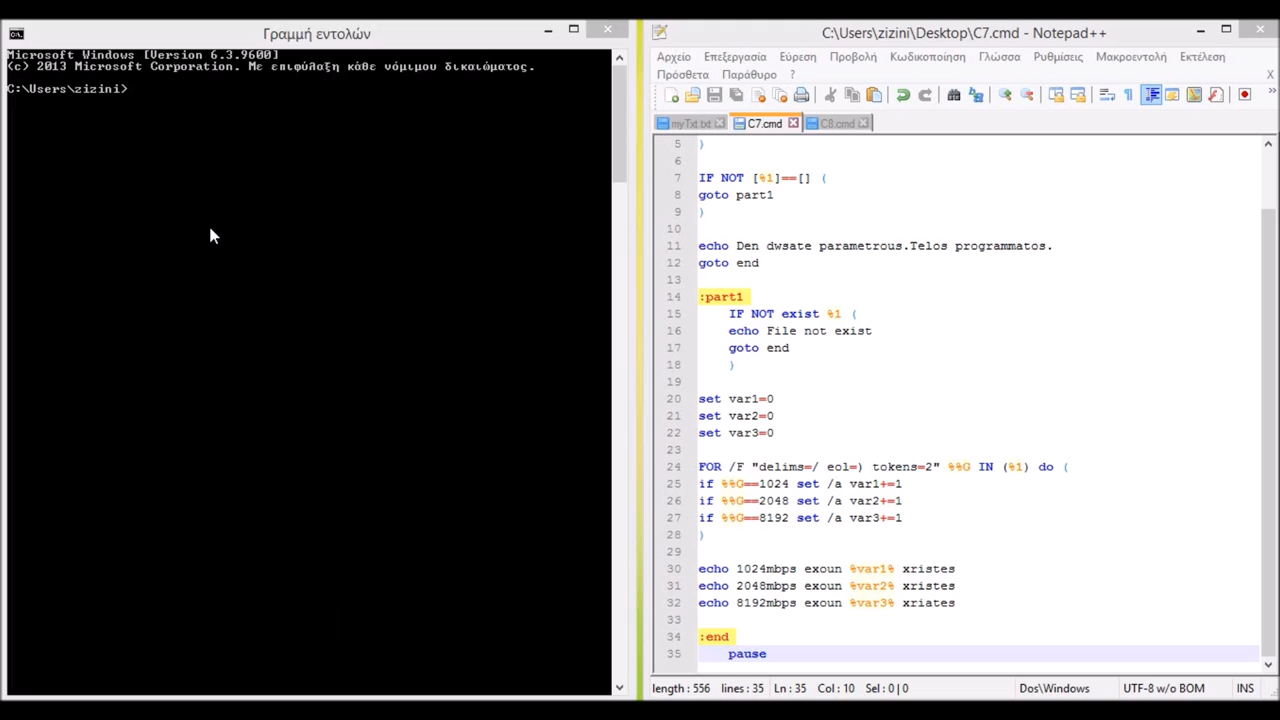 Γραμμή εντολών
Microsoft Windows [Version 6.3.9600]
(c) 2013 Microsoft Corporation. Με επιφύλαξη κάθε νόμιμου δικαιώματος.
C:\Users\zizini>
C:\Users\zizini\Desktop\C7.cmd - Notepad++
Αρχείο Επεξεργασία Εύρεση Προβολή Κωδικοποίηση Γλώσσα Ρυθμίσεις Μακροεντολή Εκτέλεση
Πρόσθετα Παράθυρο ? X
myTxt.txt C7.cmd C8.cmd
5 )
6
7 IF NOT [%1]==[] (
8 goto part1
9 )
10
11 echo Den dwsate parametrous.Telos programmatos.
12 goto end
13
14 :part1
15 IF NOT exist %1 (
16 echo File not exist
17 goto end
18 )
19
20 set var1=0
21 set var2=0
22 set var3=0
23
24 FOR /F "delims=/ eol=) tokens=2" %%G IN (%1) do (
25 if %%G==1024 set /a var1+=1
26 if %%G==2048 set /a var2+=1
27 if %%G==8192 set /a var3+=1
28 )
29
30 echo 1024mbps exoun %var1% xristes
31 echo 2048mbps exoun %var2% xristes
32 echo 8192mbps exoun %var3% xriates
33
34 :end
35 pause
length : 556 lines : 35 Ln : 35 Col : 10 Sel : 0 | 0 Dos\Windows UTF-8 w/o BOM INS